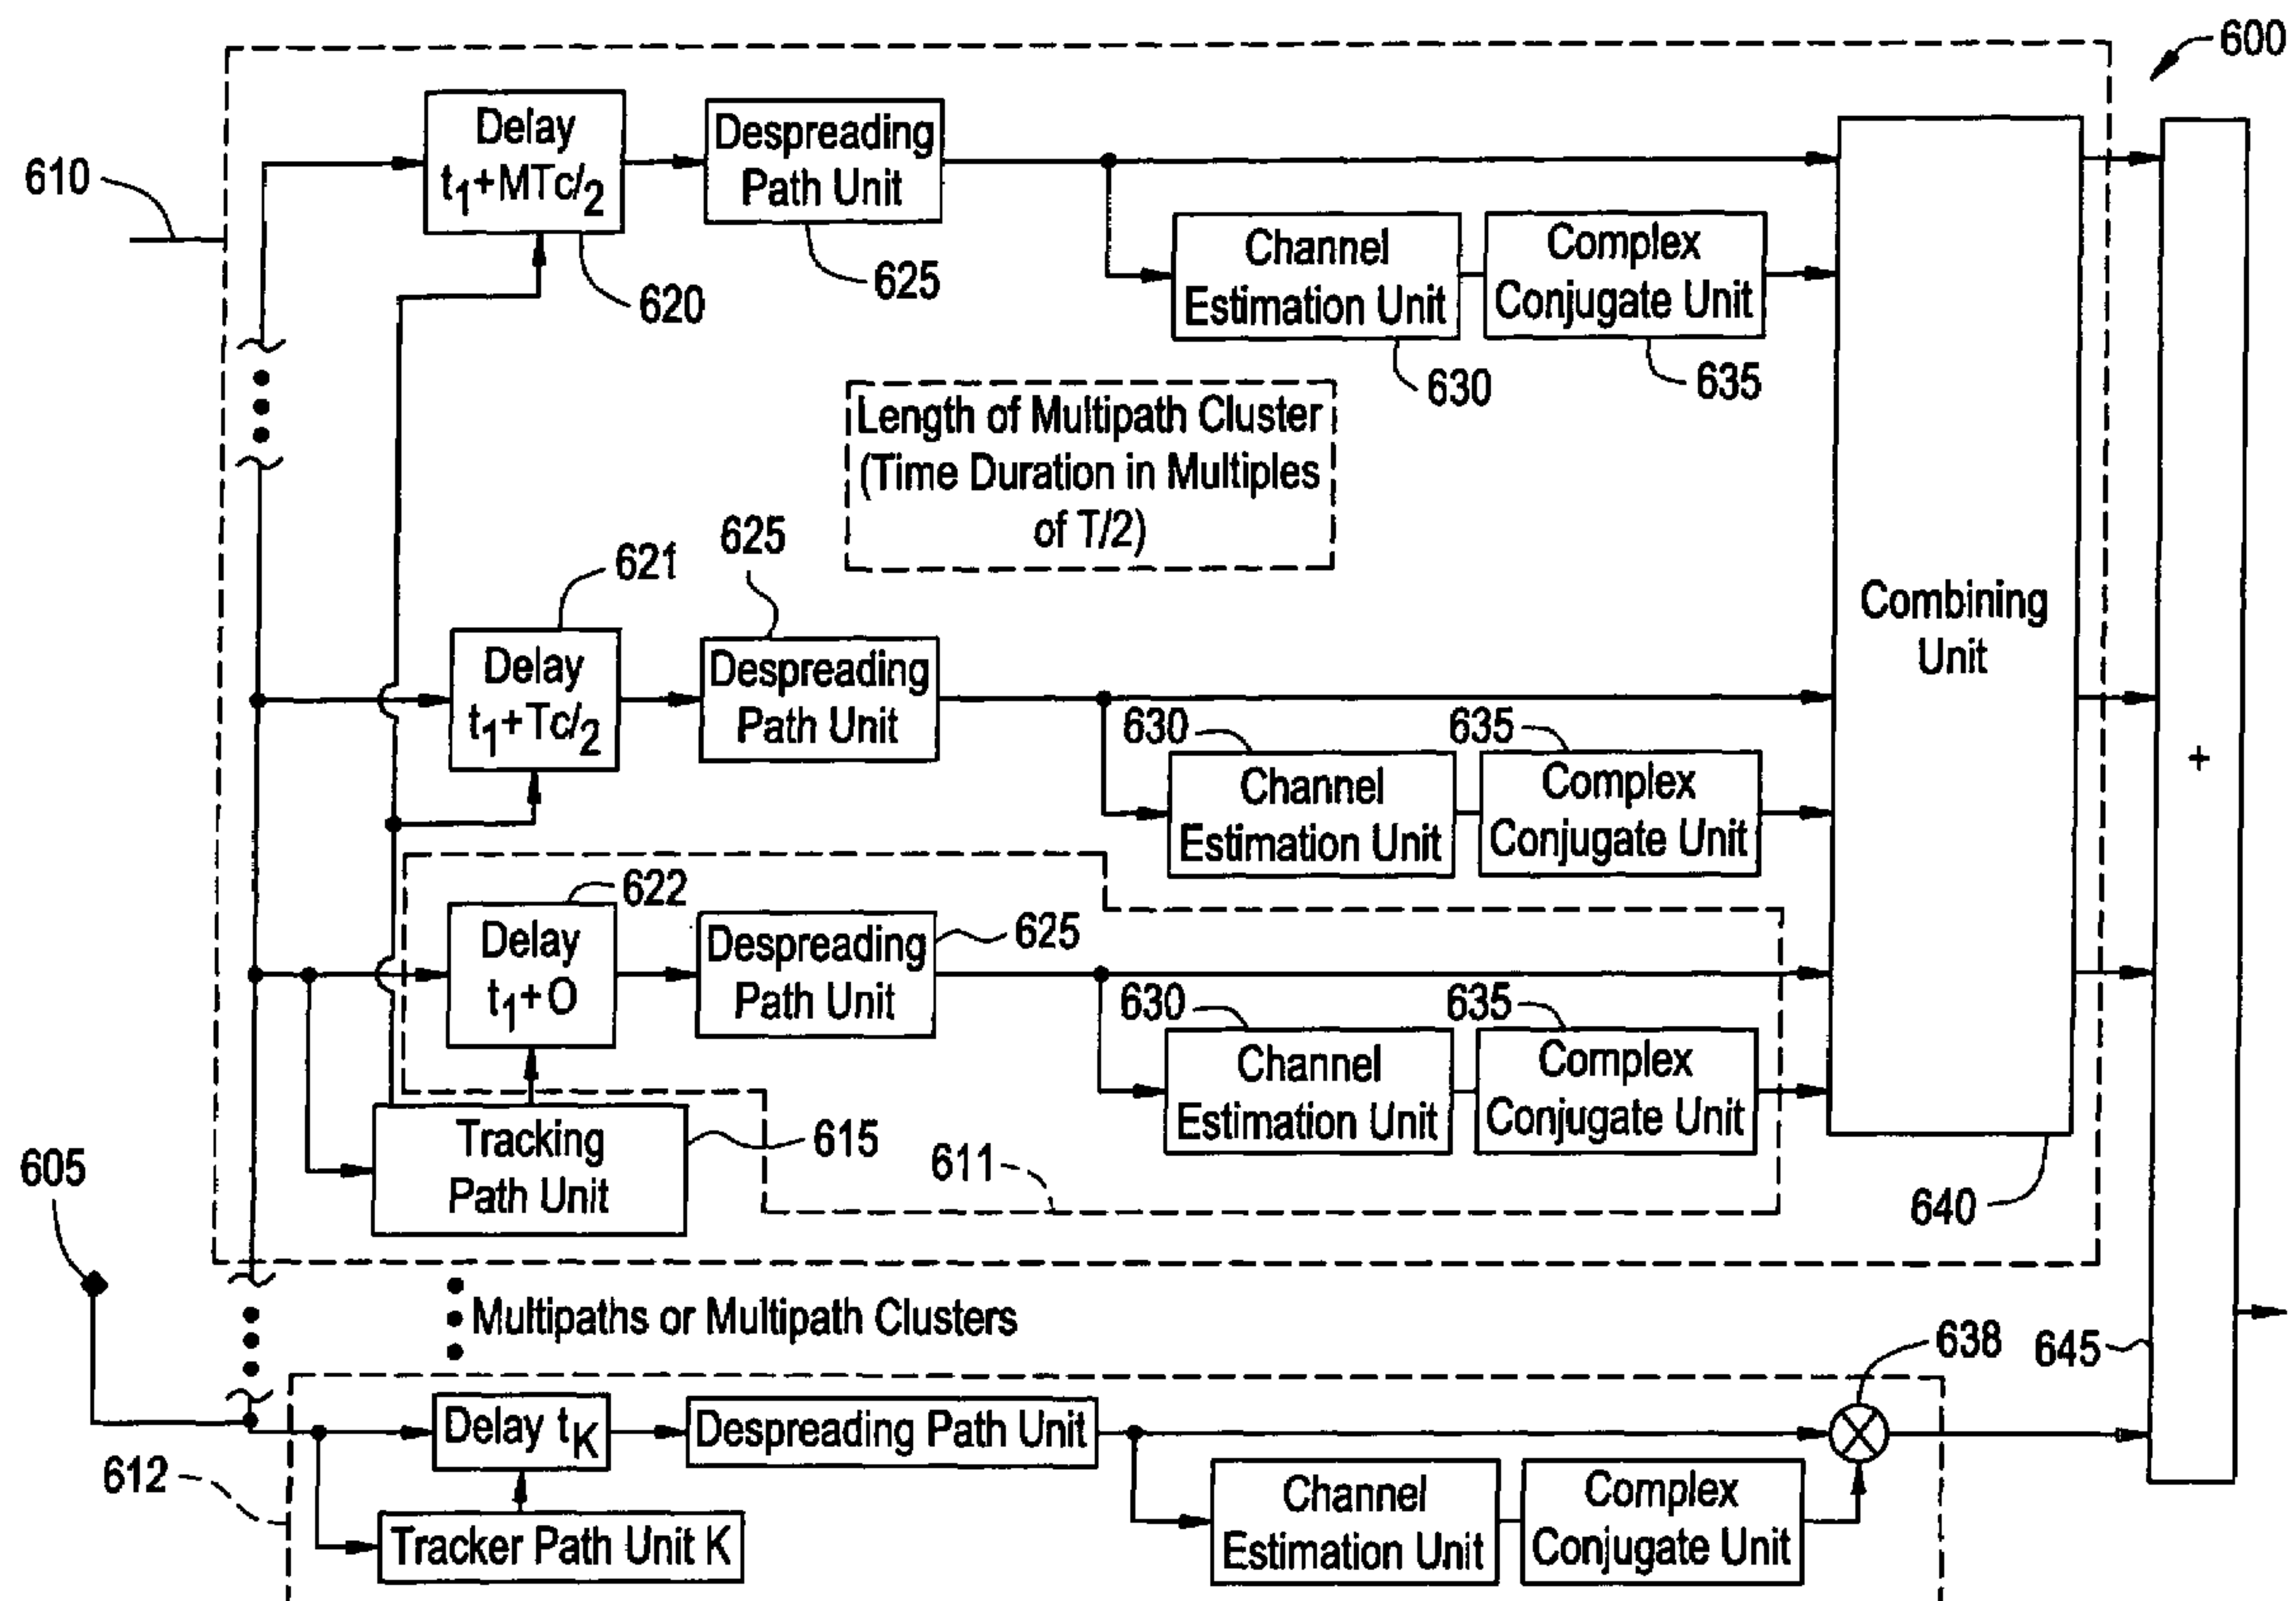 600
610
Delay
t1+MTc/2
620
Despreading
Path Unit
625
Channel
Estimation Unit
630
Complex
Conjugate Unit
635
Length of Multipath Cluster
(Time Duration in Multiples
of T/2)
Combining
Unit
621
Delay
t1+Tc/2
625
Despreading
Path Unit
630
Channel
Estimation Unit
635
Complex
Conjugate Unit
+
622
Delay
t1+O
Despreading
Path Unit
625
630
Channel
Estimation Unit
635
Complex
Conjugate Unit
Tracking
Path Unit
615
611
640
605
Multipaths or Multipath Clusters
638
645
612
Delay tK
Despreading Path Unit
Tracker Path Unit K
Channel
Estimation Unit
Complex
Conjugate Unit